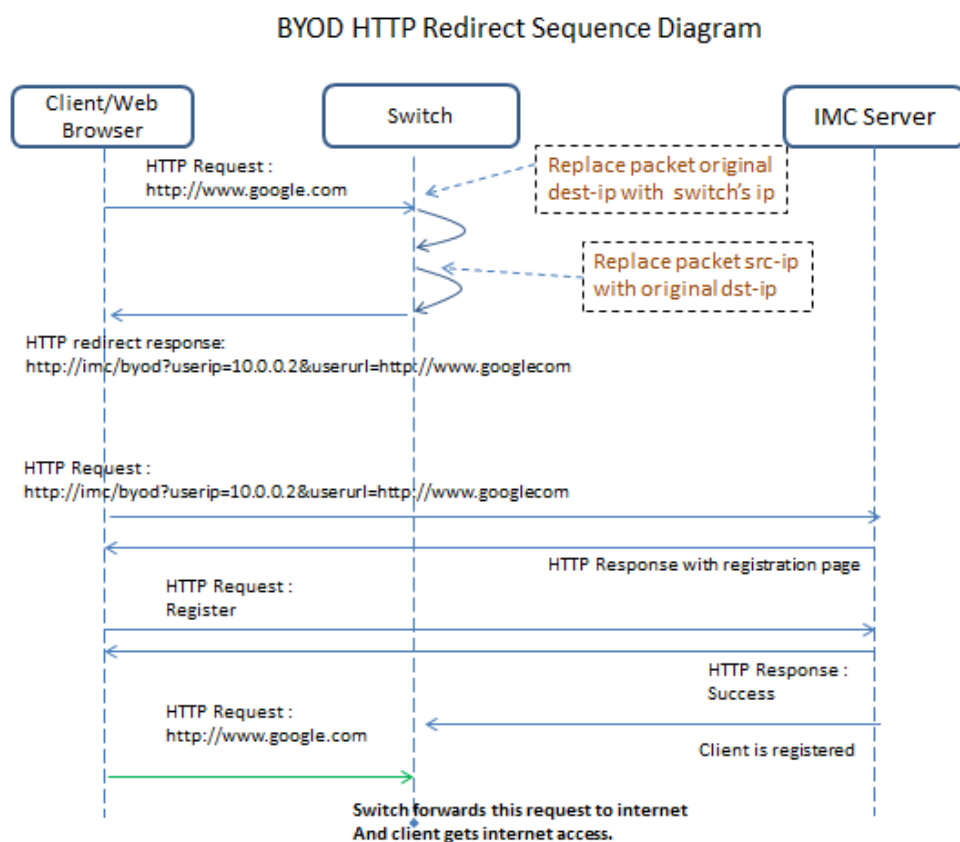 BYOD HTTP Redirect Sequence Diagram
Client/Web
Browser
Switch
IMC Server
HTTP Request :
http://www.google.com
Replace packet original
dest-ip with switch's ip
Replace packet src-ip
with original dst-ip
HTTP redirect response:
http://imc/byod?userip=10.0.0.2&userurl=http://www.googlecom
HTTP Request :
http://imc/byod?userip=10.0.0.2&userurl=http://www.googlecom
HTTP Response with registration page
HTTP Request :
Register
HTTP Response :
Success
HTTP Request :
http://www.google.com
Client is registered
Switch forwards this request to internet
And client gets internet access.